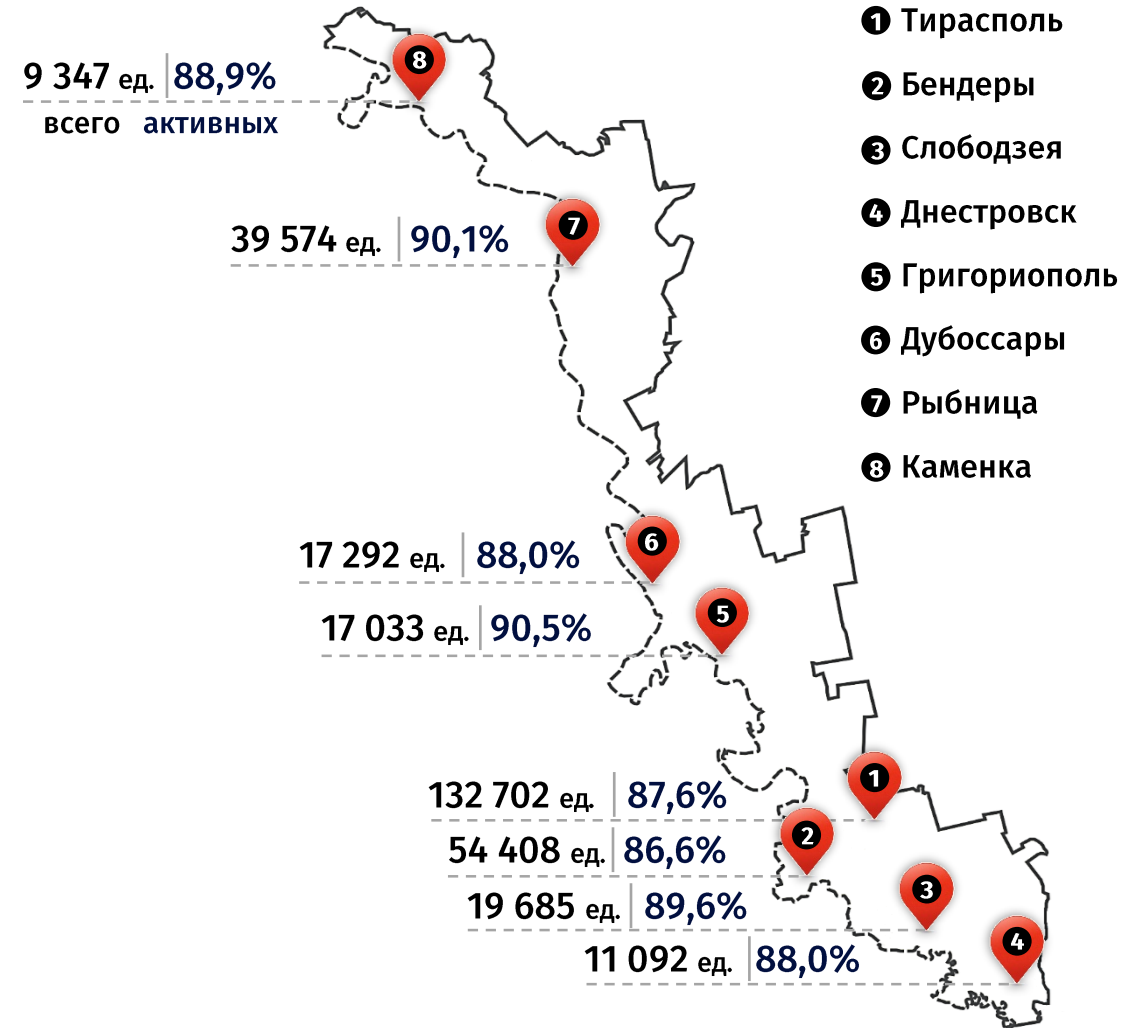 1 Тирасполь
2 Бендеры
3 Слободзея
4 Днестровск
5 Григориополь
6 Дубоссары
7 Рыбница
8 Каменка
8
9 347 ед. 88,9%
всего активных
7
39 574 ед. 90,1%
6
17 292 ед. 88,0%
5
17 033 ед. 90,5%
1
132 702 ед. 87,6%
2
54 408 ед. 86,6%
3
19 685 ед. 89,6%
4
11 092 ед. 88,0%